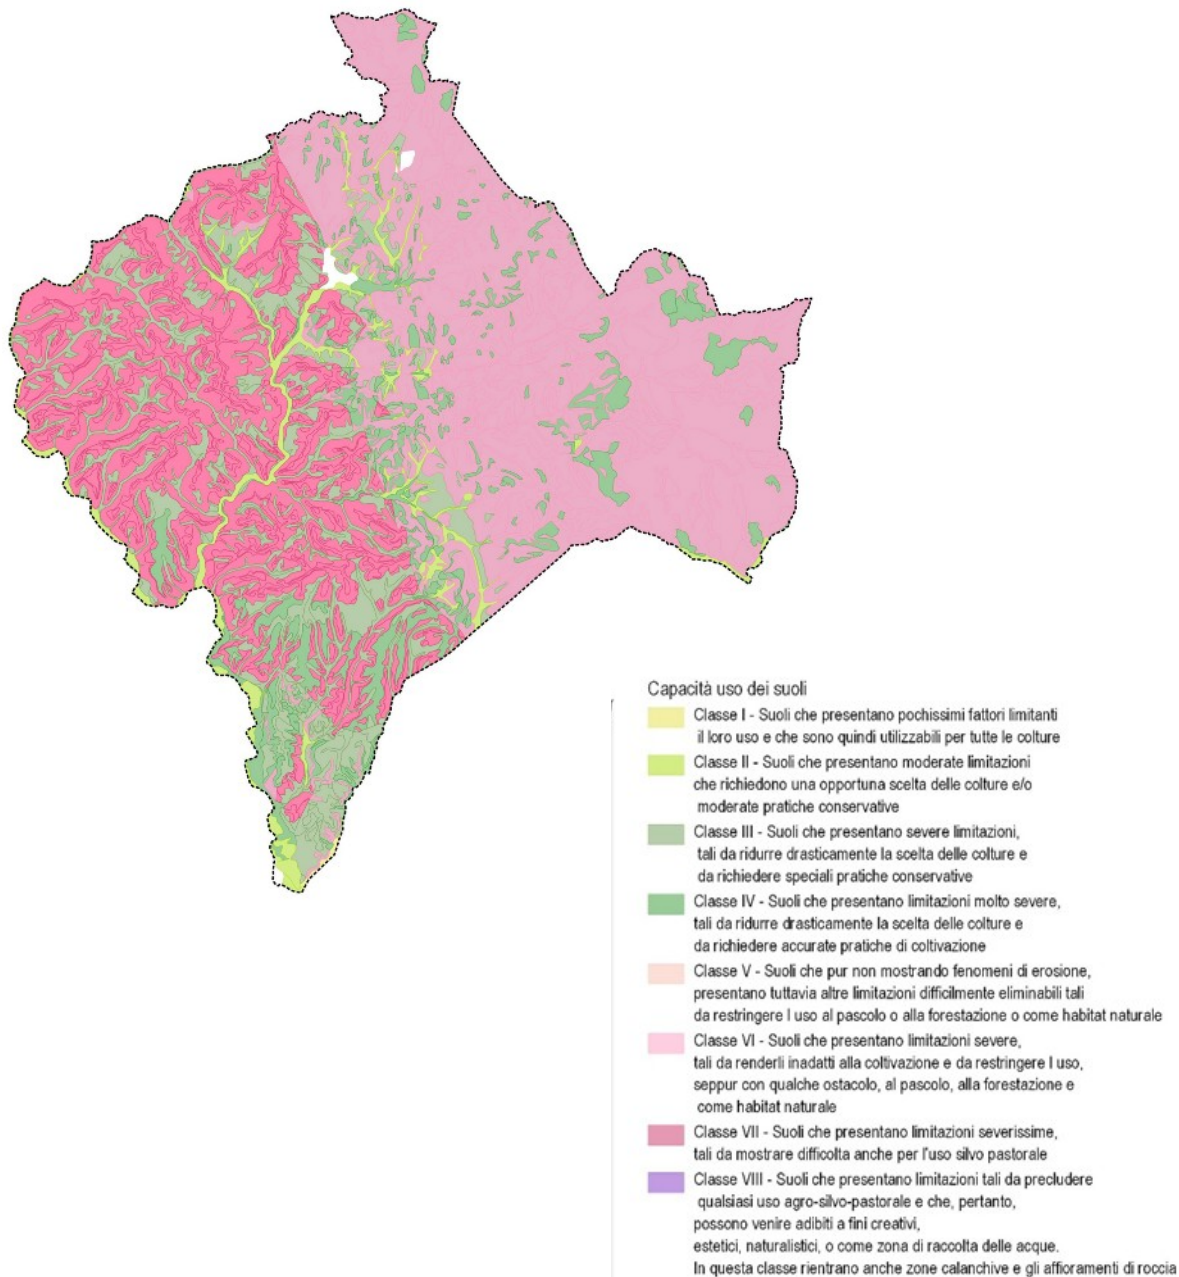 Capacità uso dei suoli
Classe I - Suoli che presentano pochissimi fattori limitanti
il loro uso e che sono quindi utilizzabili per tutte le colture
Classe II - Suoli che presentano moderate limitazioni
che richiedono una opportuna scelta delle colture e/o
moderate pratiche conservative
Classe III - Suoli che presentano severe limitazioni,
tali da ridurre drasticamente la scelta delle colture e
da richiedere speciali pratiche conservative
Classe IV - Suoli che presentano limitazioni molto severe,
tali da ridurre drasticamente la scelta delle colture e
da richiedere accurate pratiche di coltivazione
Classe V - Suoli che pur non mostrando fenomeni di erosione,
presentano tuttavia altre limitazioni difficilmente eliminabili tali
da restringere l uso al pascolo o alla forestazione o come habitat naturale
Classe VI - Suoli che presentano limitazioni severe,
tali da renderli inadatti alla coltivazione e da restringere l uso,
seppur con qualche ostacolo, al pascolo, alla forestazione e
come habitat naturale
Classe VII - Suoli che presentano limitazioni severissime,
tali da mostrare difficolta anche per l'uso silvo pastorale
Classe VIII - Suoli che presentano limitazioni tali da precludere
qualsiasi uso agro-silvo-pastorale e che, pertanto,
possono venire adibiti a fini creativi,
estetici, naturalistici, o come zona di raccolta delle acque.
In questa classe rientrano anche zone calanchive e gli affioramenti di roccia